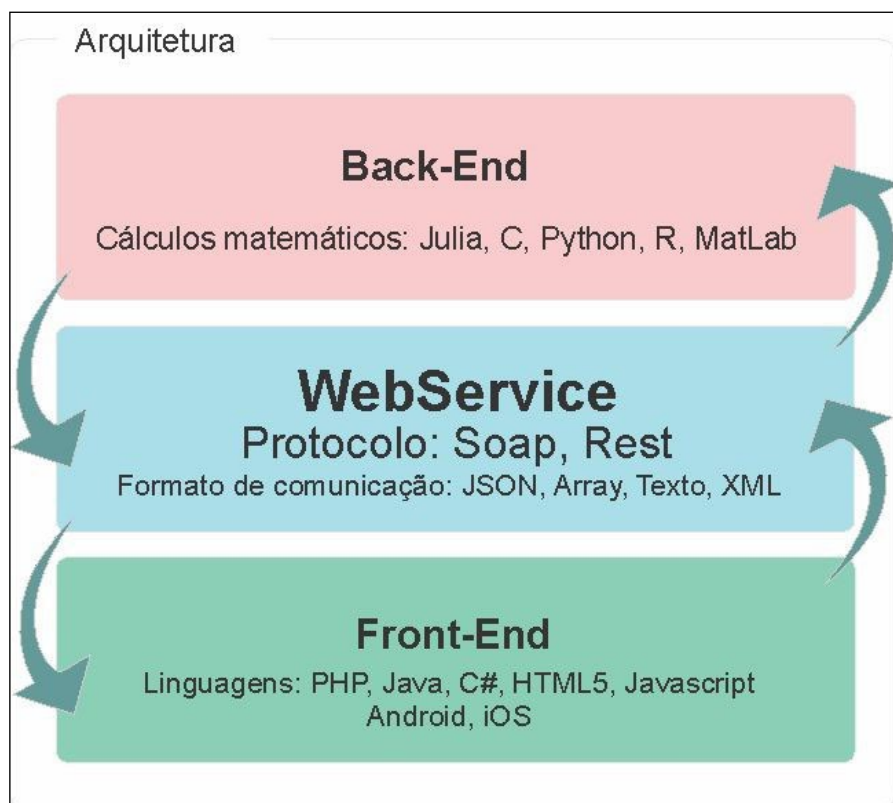 Arquitetura
Back-End
Cálculos matemáticos: Julia, C, Python, R, MatLab
WebService
Protocolo: Soap, Rest
Formato de comunicação: JSON, Array, Texto, XML
Front-End
Linguagens: PHP, Java, C#, HTML5, Javascript
Android, iOS